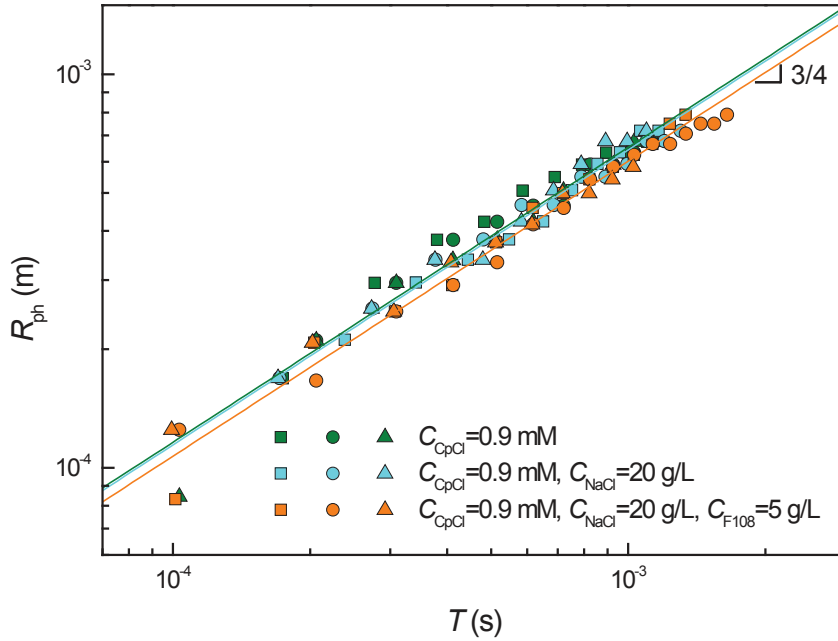 10⁻³
3/4
R_ph (m)
C_CpCl=0.9 mM
C_CpCl=0.9 mM, C_NaCl=20 g/L
C_CpCl=0.9 mM, C_NaCl=20 g/L, C_F108=5 g/L
10⁻⁴
10⁻⁴
10⁻³
T (s)